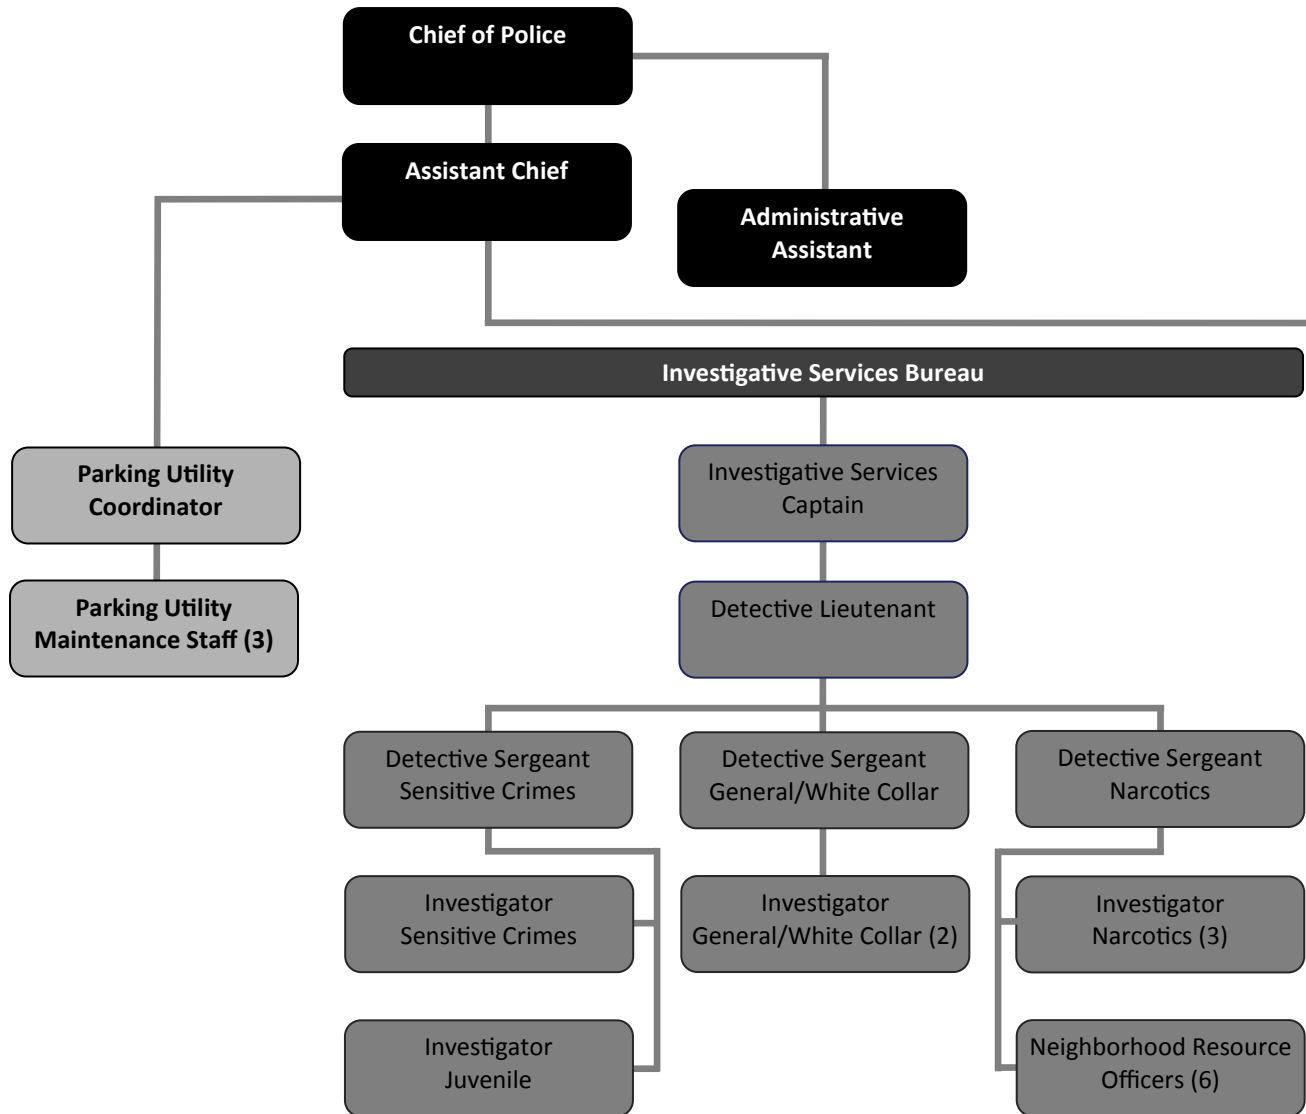 Chief of Police
Assistant Chief
Administrative
Assistant
Investigative Services Bureau
Parking Utility
Coordinator
Investigative Services
Captain
Parking Utility
Maintenance Staff (3)
Detective Lieutenant
Detective Sergeant
Sensitive Crimes
Detective Sergeant
General/White Collar
Detective Sergeant
Narcotics
Investigator
Sensitive Crimes
Investigator
General/White Collar (2)
Investigator
Narcotics (3)
Investigator
Juvenile
Neighborhood Resource
Officers (6)